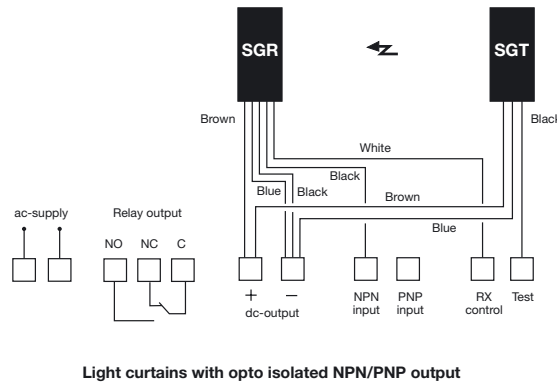 SGR
SGT
Brown
Black
White
Black
Blue
Black
Brown
Blue
ac-supply
Relay output
NO
NC
C
+
−
dc-output
NPN
input
PNP
input
RX
control
Test
Light curtains with opto isolated NPN/PNP output